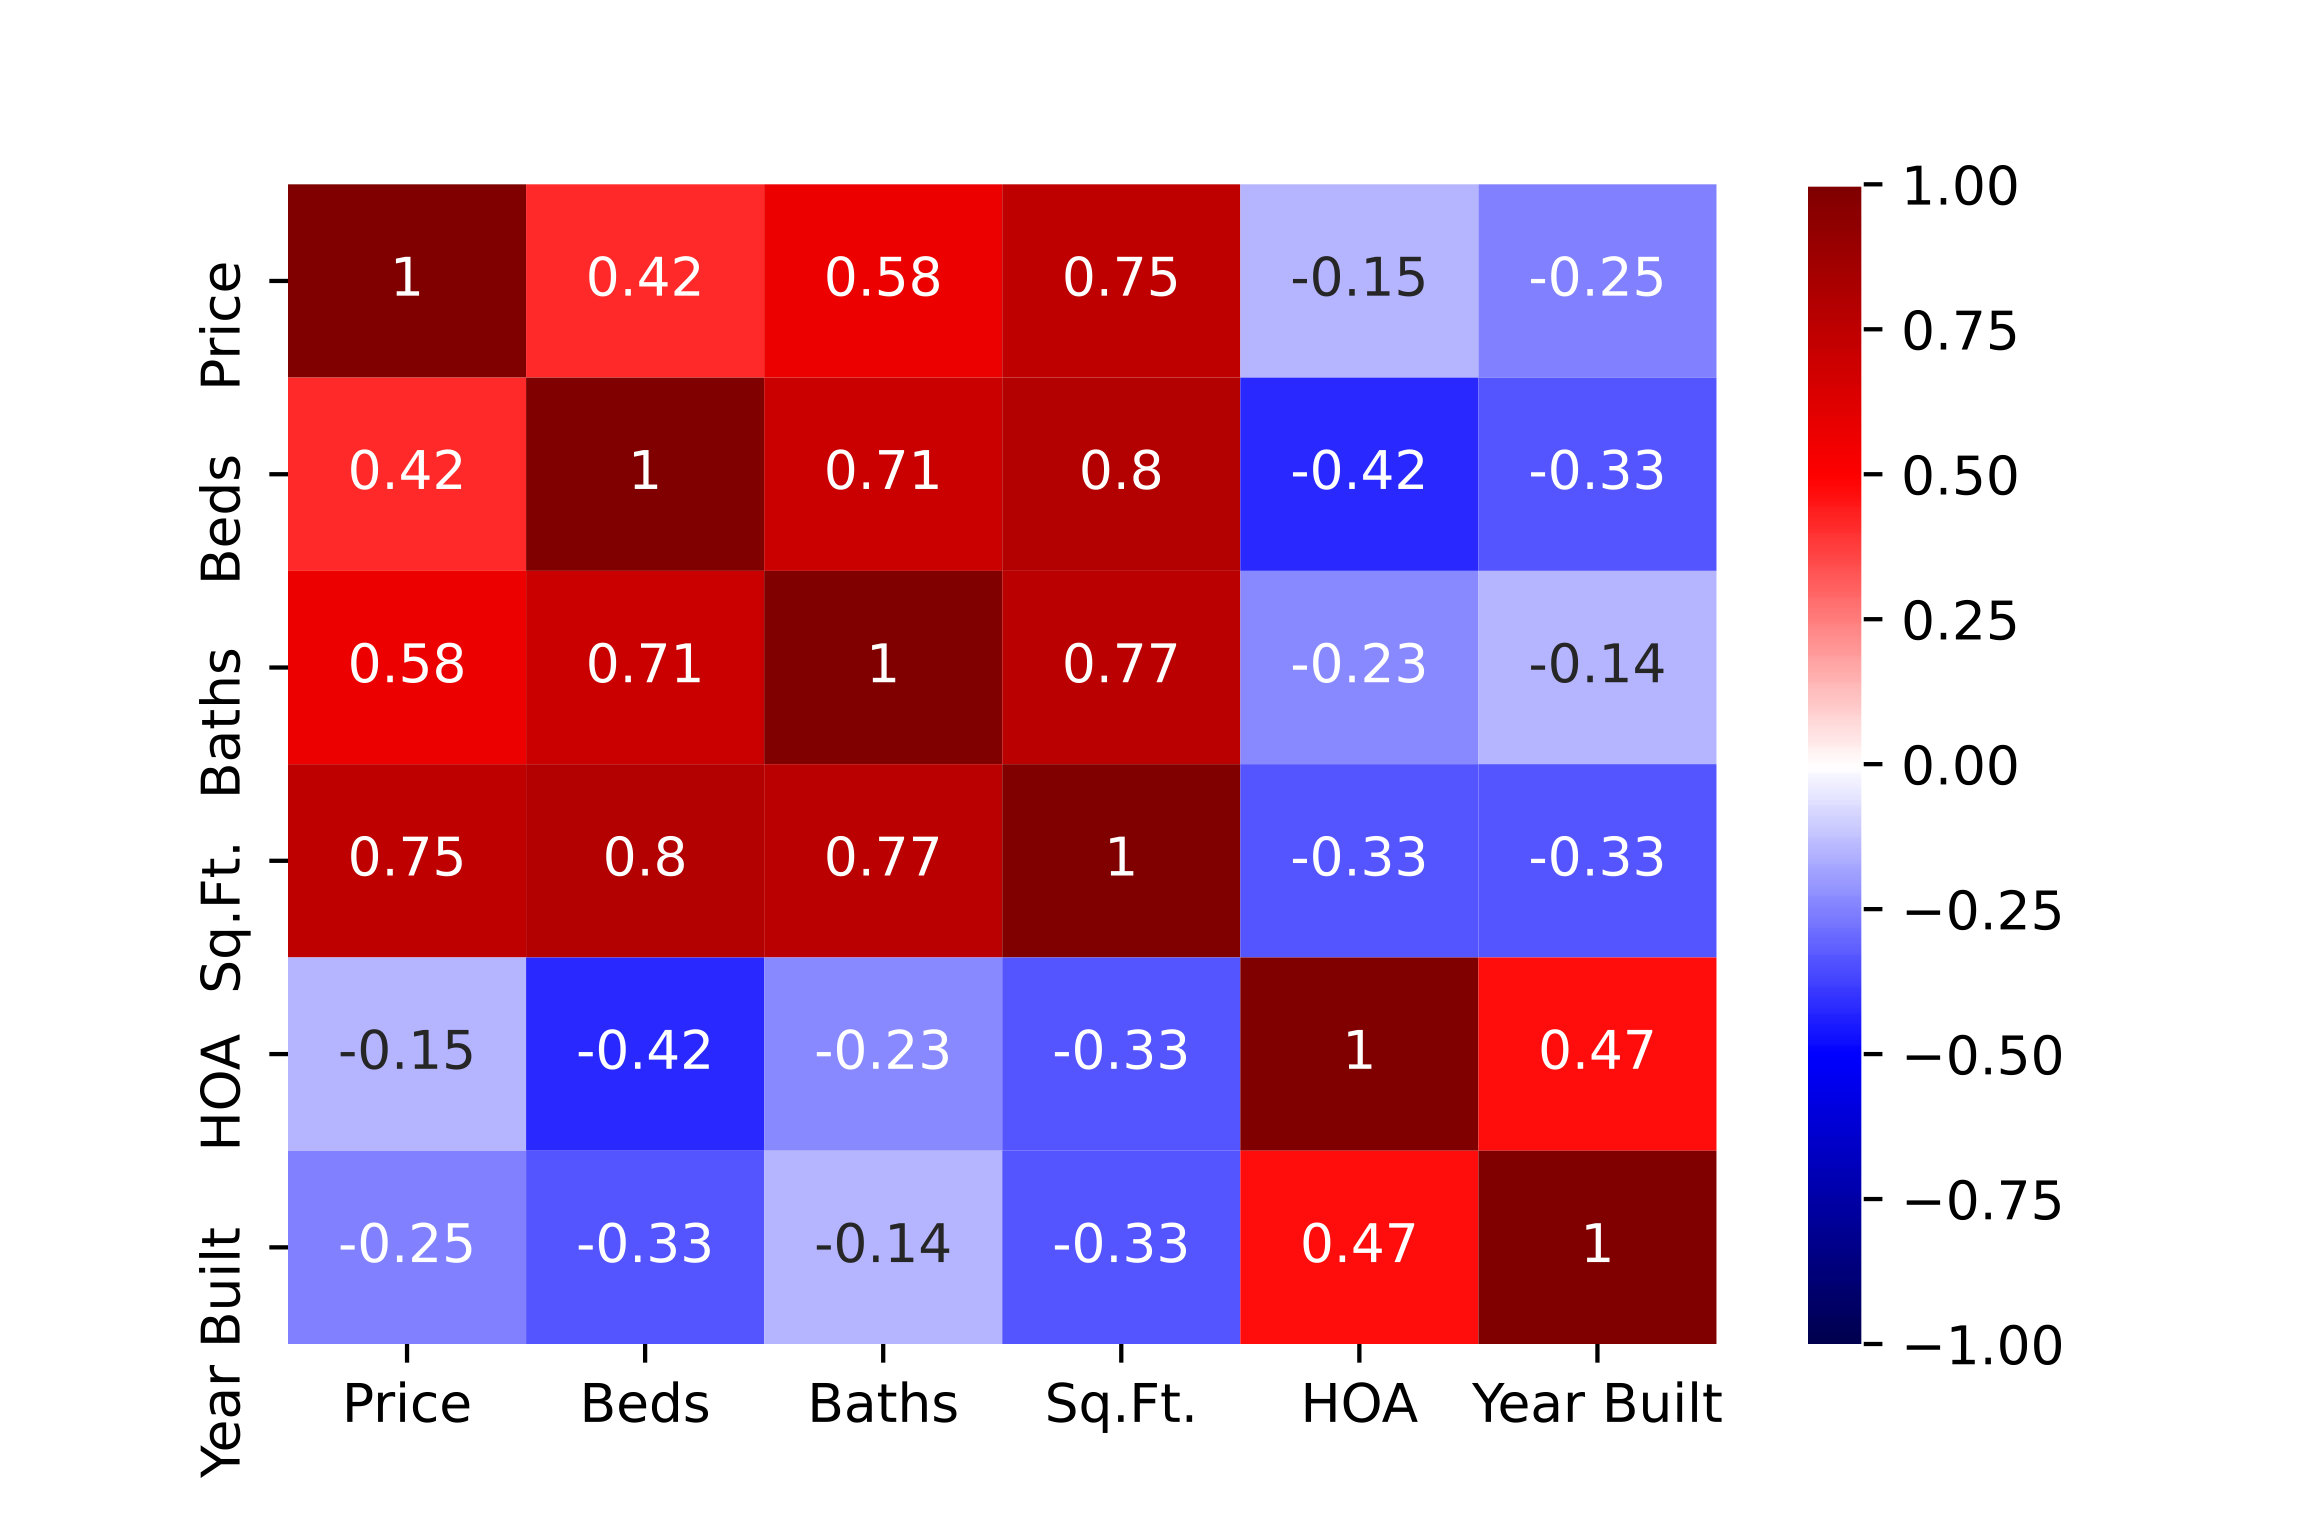 Price 1 0.42 0.58 0.75 -0.15 -0.25
Beds 0.42 1 0.71 0.8 -0.42 -0.33
Baths 0.58 0.71 1 0.77 -0.23 -0.14
Sq.Ft. 0.75 0.8 0.77 1 -0.33 -0.33
HOA -0.15 -0.42 -0.23 -0.33 1 0.47
Year Built -0.25 -0.33 -0.14 -0.33 0.47 1
Price Beds Baths Sq.Ft. HOA Year Built
1.00
0.75
0.50
0.25
0.00
−0.25
−0.50
−0.75
−1.00